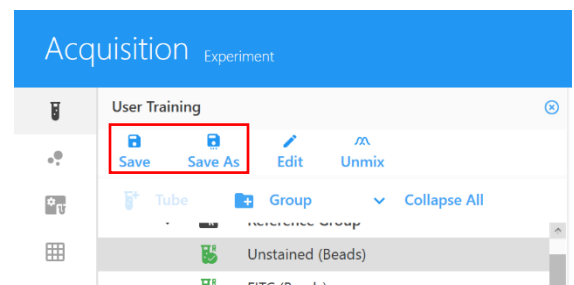 Acquisition Experiment
User Training
Save Save As Edit Unmix
Tube Group Collapse All
Reference Group
Unstained (Beads)
FITC (Beads)